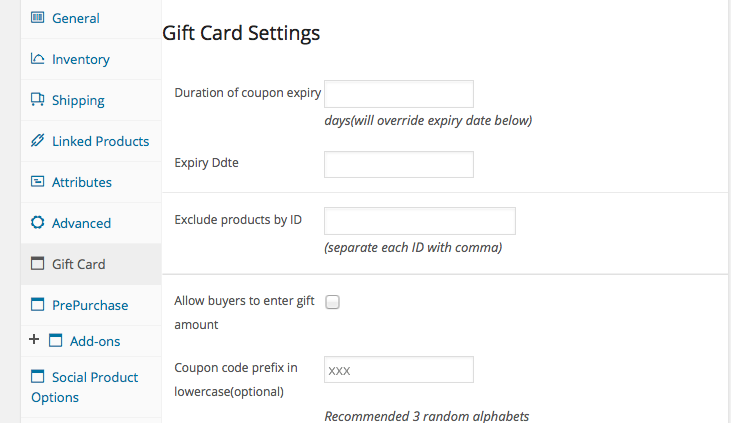 General
Inventory
Shipping
Linked Products
Attributes
Advanced
Gift Card
PrePurchase
Add-ons
Social Product
Options
Gift Card Settings
Duration of coupon expiry
days(will override expiry date below)
Expiry Ddte
Exclude products by ID
(separate each ID with comma)
Allow buyers to enter gift
amount
Coupon code prefix in
lowercase(optional)
xxx
Recommended 3 random alphabets